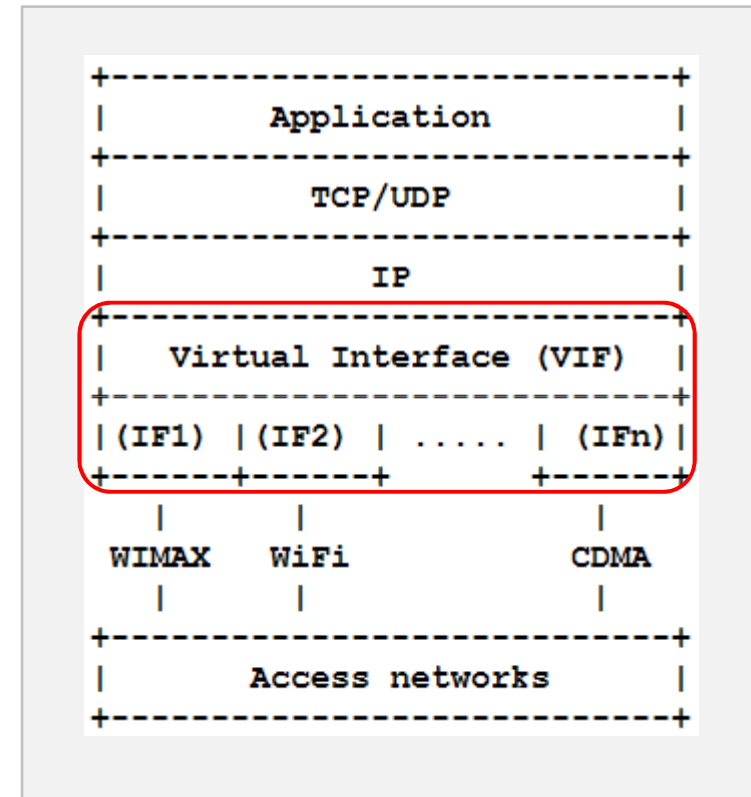 +-----------------------------+
| Application |
+-----------------------------+
| TCP/UDP |
+-----------------------------+
| IP |
+-----------------------------+
| Virtual Interface (VIF) |
+-----------------------------+
|(IF1) |(IF2) | ..... | (IFn)|
+------+------+ +------+
| | |
WIMAX WiFi CDMA
| | |
+-----------------------------+
| Access networks |
+-----------------------------+